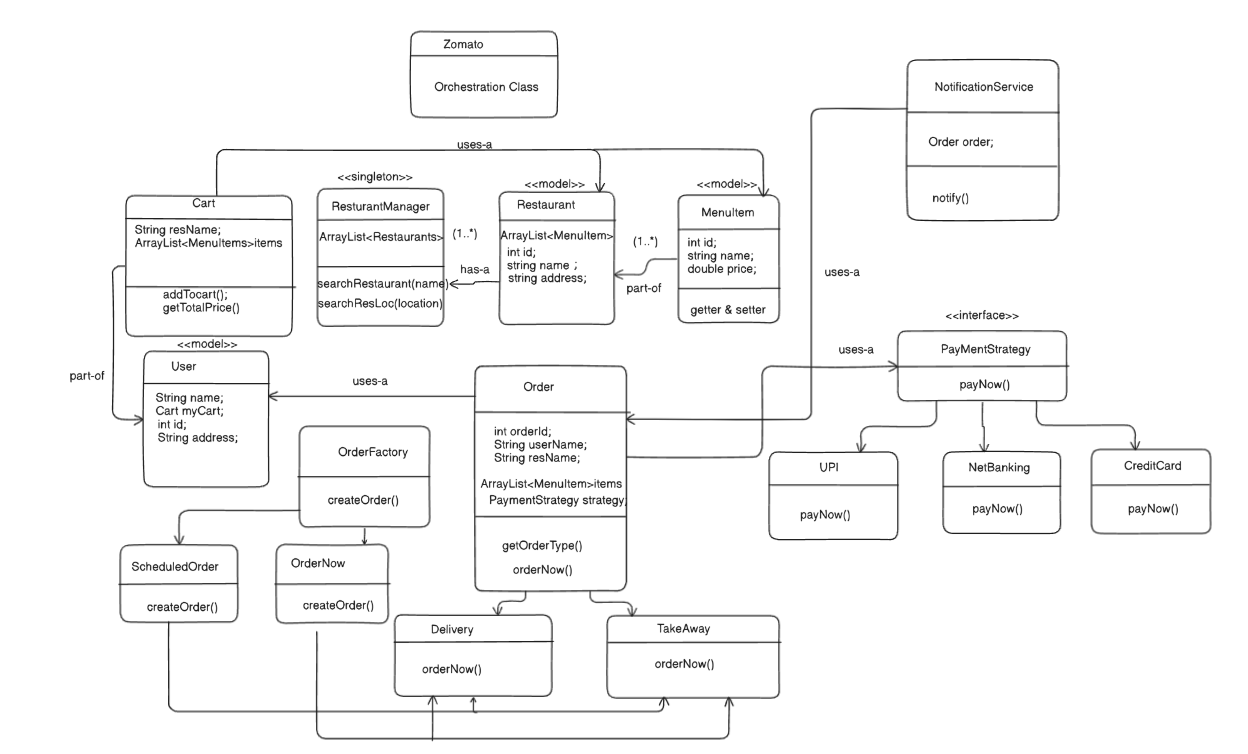 Zomato
Orchestration Class
NotificationService
Order order;
notify()
uses-a
Cart
String resName;
ArrayList<MenuItems>items
addTocart();
getTotalPrice()
<<singleton>>
ResturantManager
ArrayList<Restaurants>
searchRestaurant(name)
searchResLoc(location)
(1..*)
has-a
<<model>>
Restaurant
ArrayList<MenuItem>
int id;
string name ;
string address;
(1..*)
part-of
<<model>>
MenuItem
int id;
string name;
double price;
getter & setter
uses-a
part-of
<<model>>
User
String name;
Cart myCart;
int id;
String address;
uses-a
Order
int orderId;
String userName;
String resName;
ArrayList<MenuItem>items
PaymentStrategy strategy;
getOrderType()
orderNow()
uses-a
<<interface>>
PayMentStrategy
payNow()
UPI
payNow()
NetBanking
payNow()
CreditCard
payNow()
OrderFactory
createOrder()
ScheduledOrder
createOrder()
OrderNow
createOrder()
Delivery
orderNow()
TakeAway
orderNow()